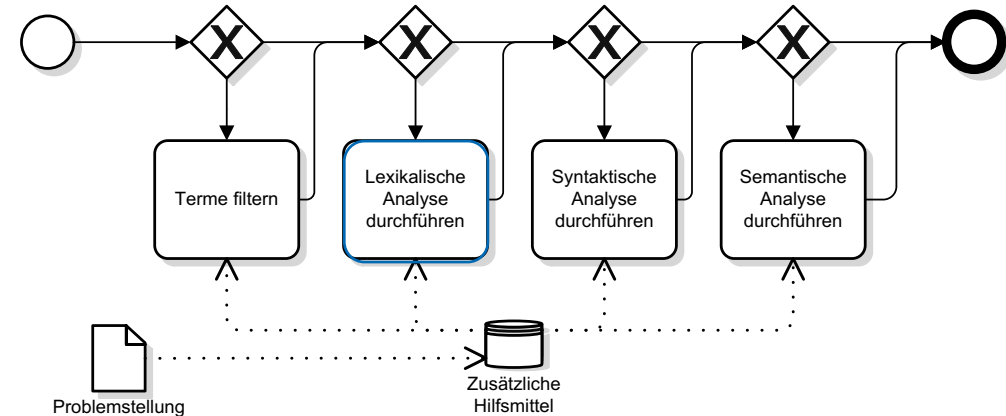 Terme filtern
Lexikalische
Analyse
durchführen
Syntaktische
Analyse
durchführen
Semantische
Analyse
durchführen
Problemstellung
Zusätzliche
Hilfsmittel